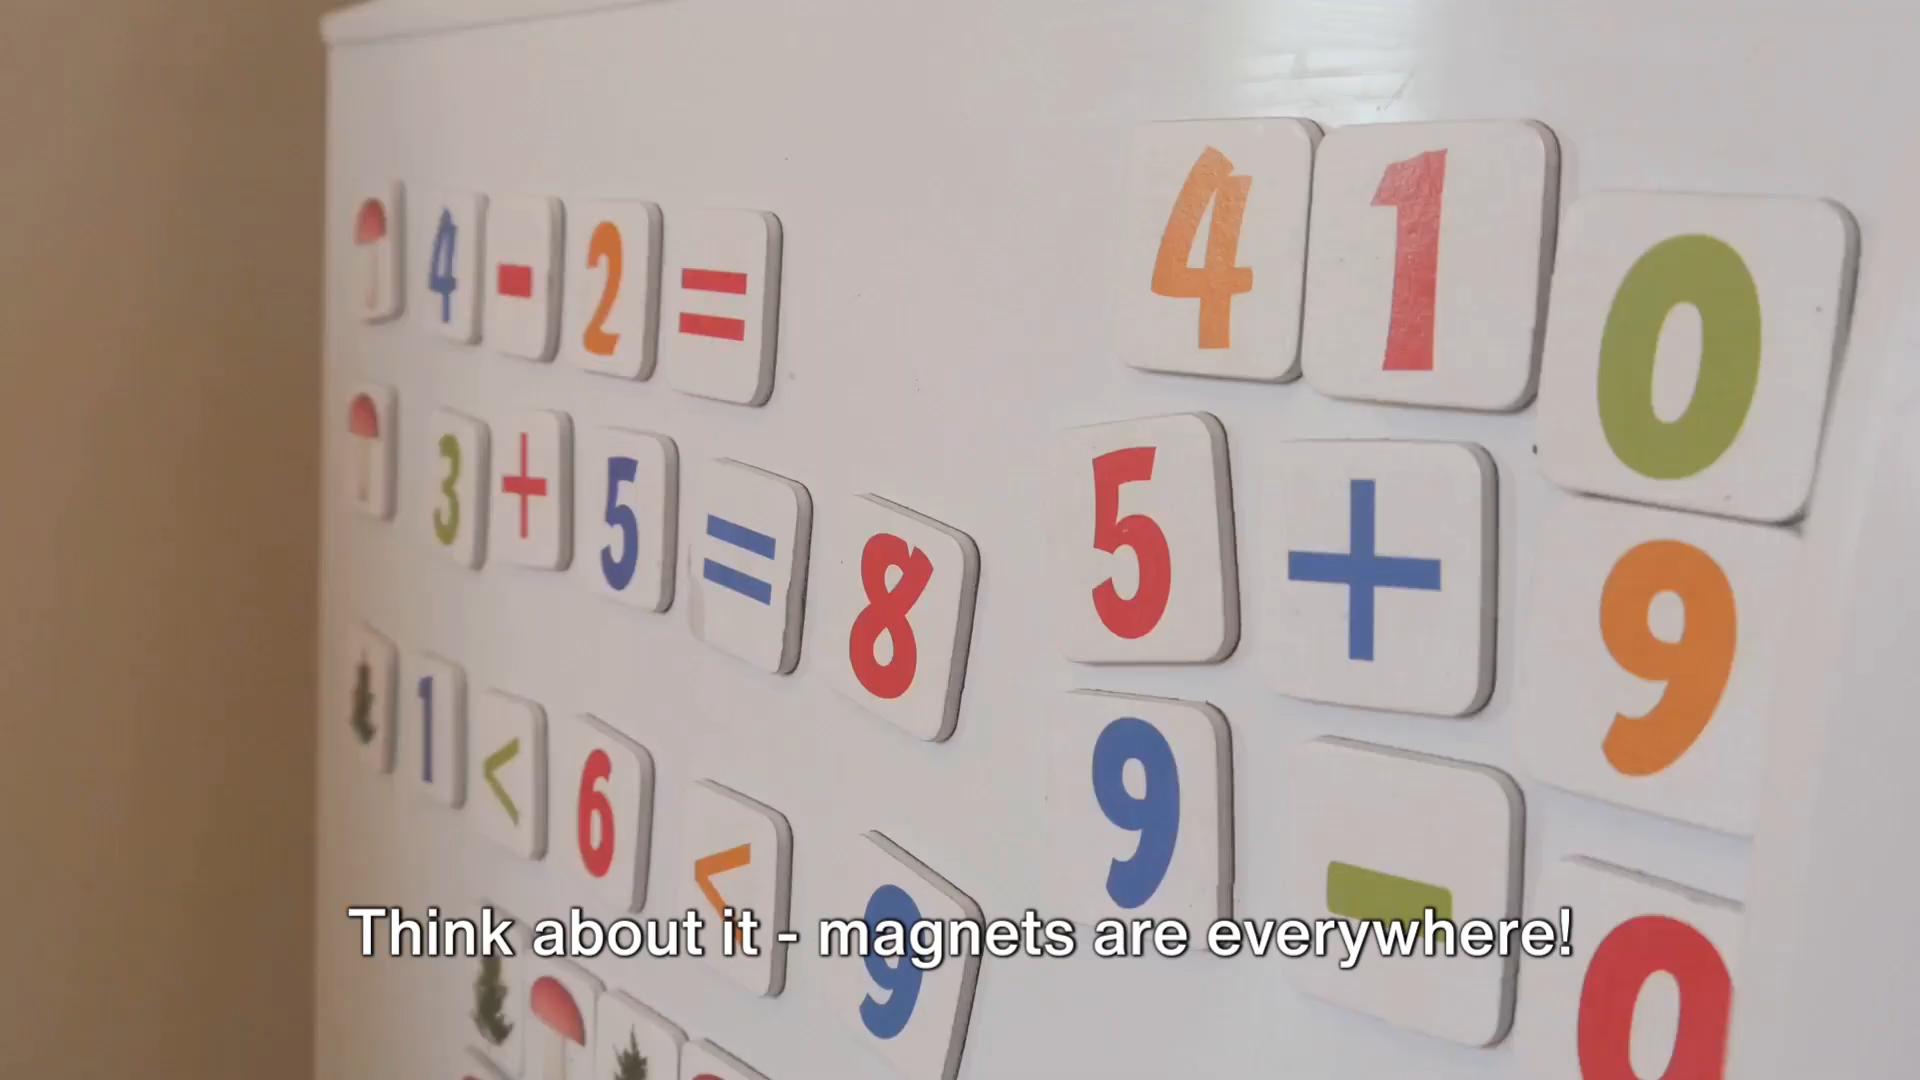 4 1 0
4 - 2 =
3 + 5 = 8
5 + 9
1 < 6 < 9
9 -
Think about it - magnets are everywhere!